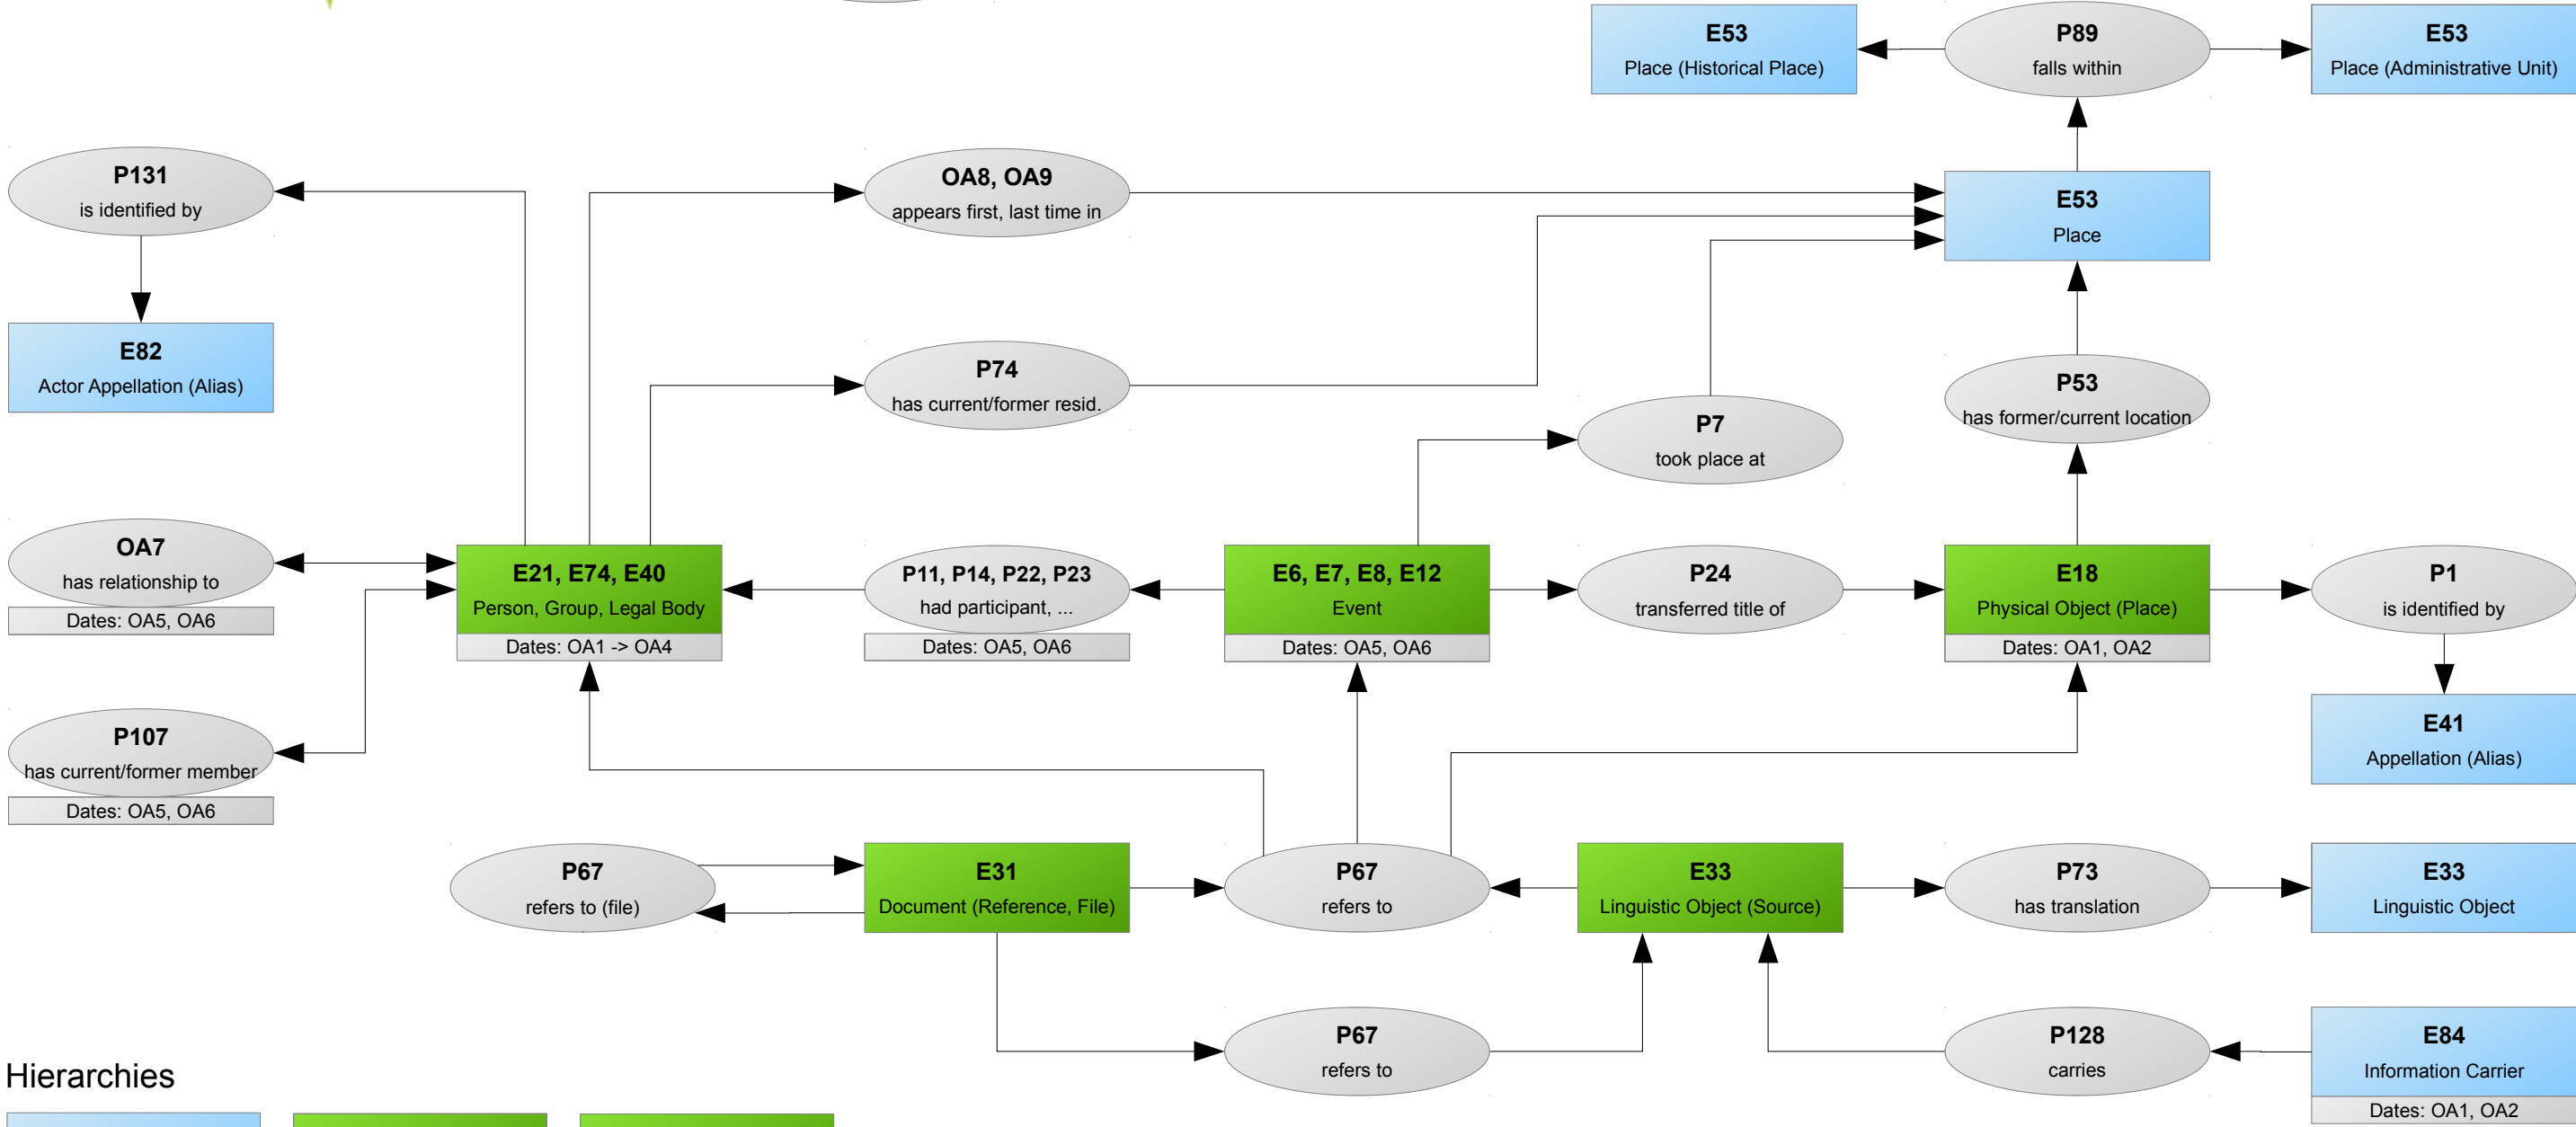 E53
Place (Historical Place)
P89
falls within
E53
Place (Administrative Unit)
P131
is identified by
OA8, OA9
appears first, last time in
E53
Place
E82
Actor Appellation (Alias)
P74
has current/former resid.
P53
has former/current location
P7
took place at
OA7
has relationship to
Dates: OA5, OA6
E21, E74, E40
Person, Group, Legal Body
Dates: OA1 -> OA4
P11, P14, P22, P23
had participant, ...
Dates: OA5, OA6
E6, E7, E8, E12
Event
Dates: OA5, OA6
P24
transferred title of
E18
Physical Object (Place)
Dates: OA1, OA2
P1
is identified by
P107
has current/former member
Dates: OA5, OA6
E41
Appellation (Alias)
P67
refers to (file)
E31
Document (Reference, File)
P67
refers to
E33
Linguistic Object (Source)
P73
has translation
E33
Linguistic Object
P67
refers to
P128
carries
E84
Information Carrier
Dates: OA1, OA2
Hierarchies